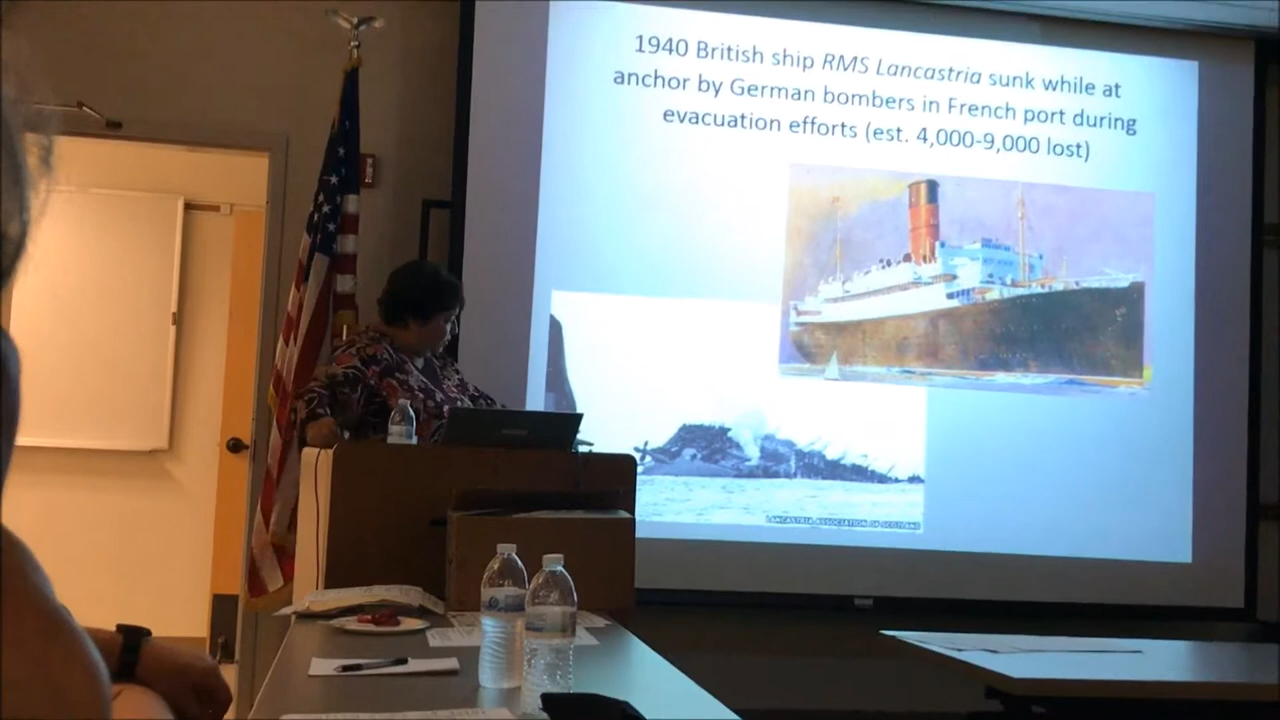 1940 British ship RMS Lancastria sunk while at
anchor by German bombers in French port during
evacuation efforts (est. 4,000-9,000 lost)
LANCASTRIA ASSOCIATION OF SCOTLAND